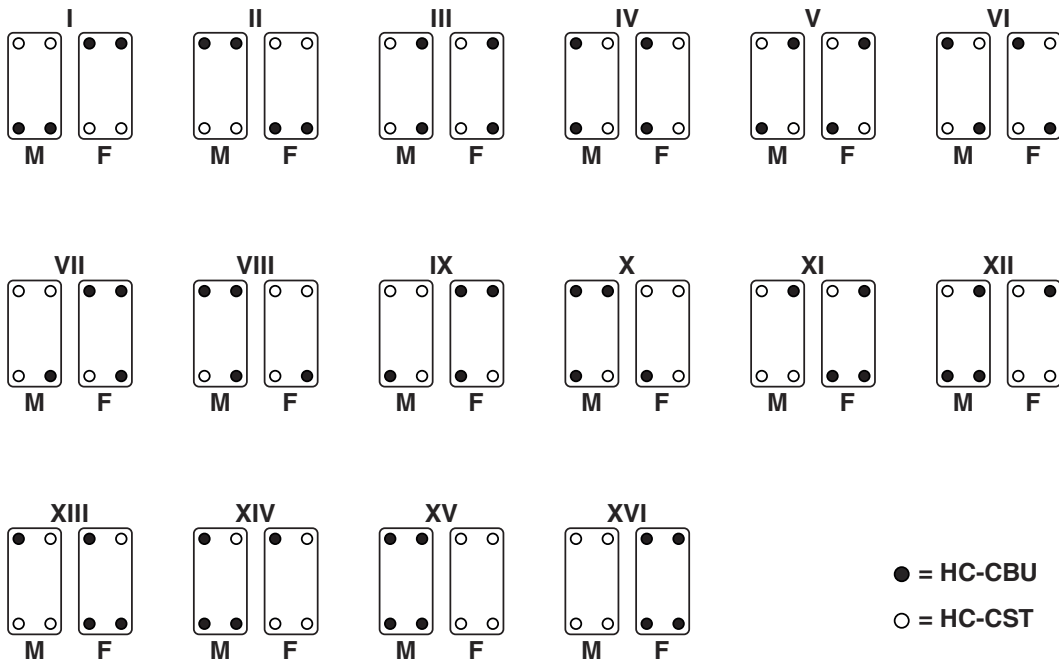 I II III IV V VI
M F M F M F M F M F M F
VII VIII IX X XI XII
M F M F M F M F M F M F
XIII XIV XV XVI
= HC-CBU
= HC-CST
M F M F M F M F